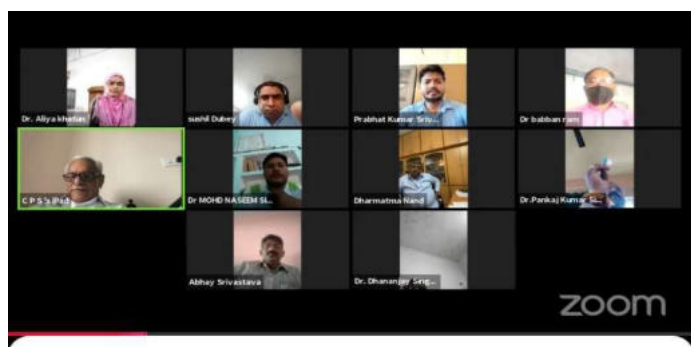 Dr. Aliya khatun
sushil Dubey
Prabhat Kumar Sriv...
Dr babban ram
C P S 's iPad
Dr MOHD NASEEM Si...
Dharmatma Nand
Dr.Pankaj Kumar Si...
Abhay Srivastava
Dr. Dhananjay Sing...
zoom